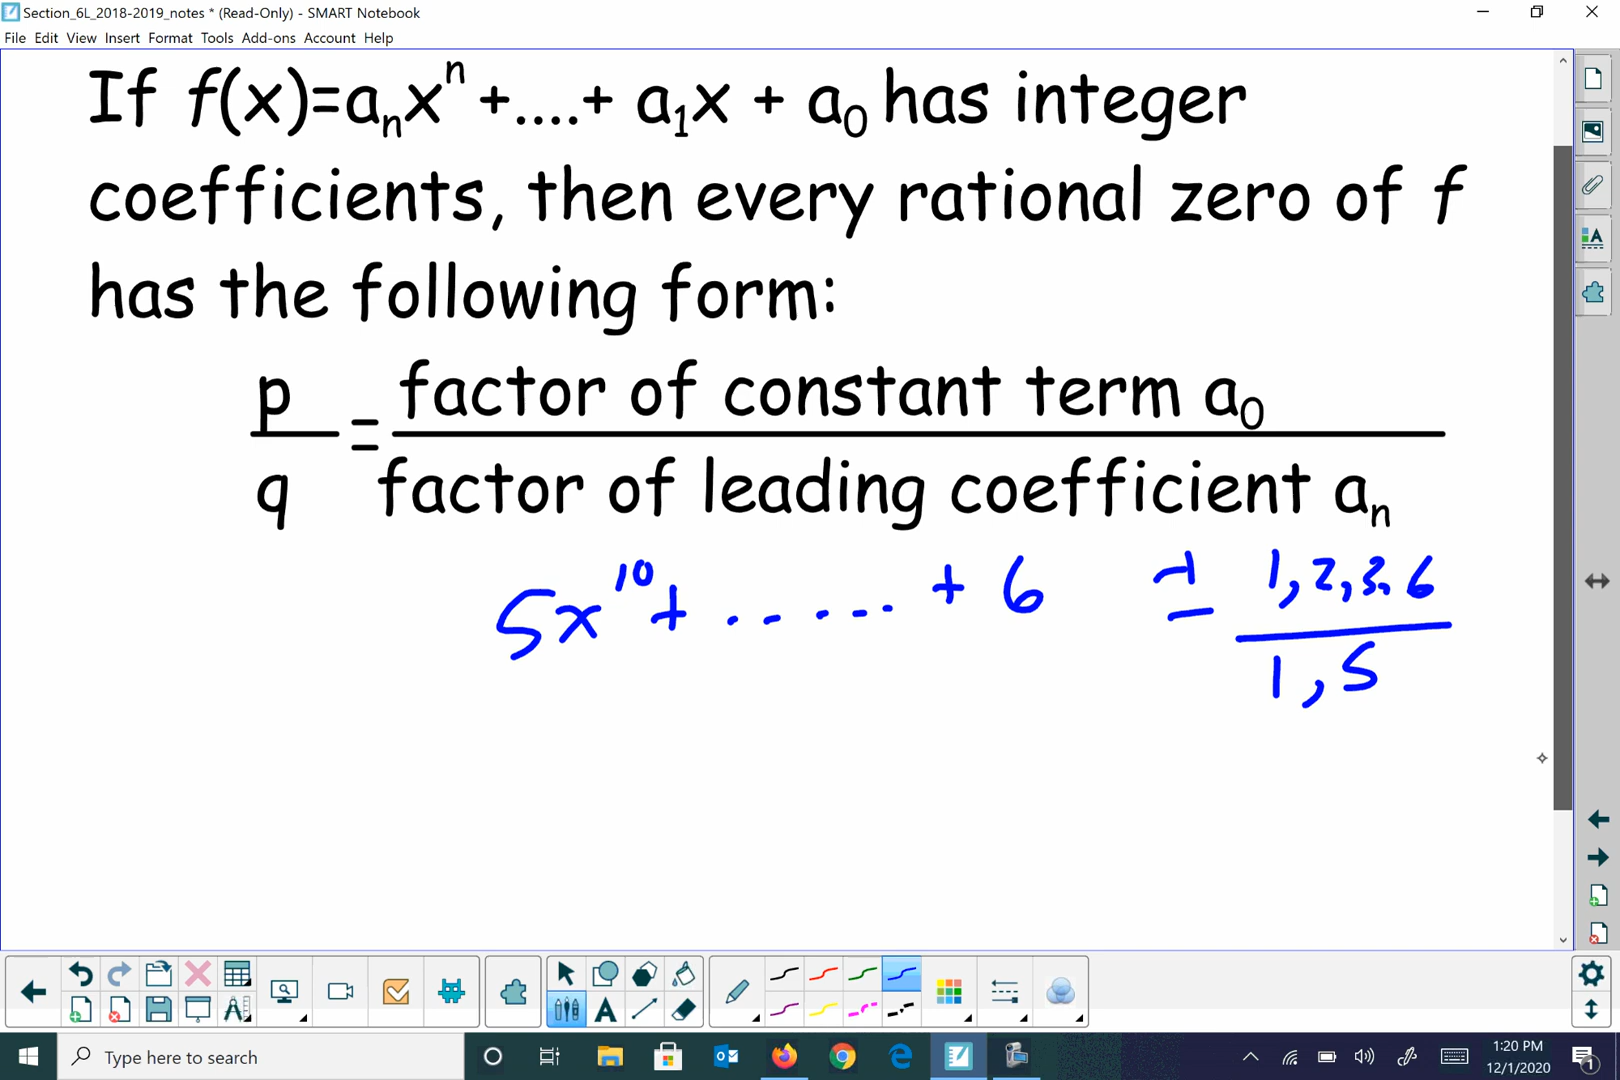 Section_6L_2018-2019_notes * (Read-Only) - SMART Notebook
File Edit View Insert Format Tools Add-ons Account Help
If f(x)=aₙxⁿ +....+ a₁x + a₀ has integer
coefficients, then every rational zero of f
has the following form:
p/q = factor of constant term a₀ / factor of leading coefficient aₙ
5x¹⁰ + ...... + 6 ± 1, 2, 3, 6 / 1, 5
Type here to search
1:20 PM
12/1/2020
1